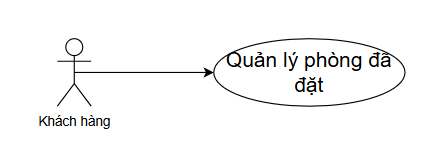 Quản lý phòng đã
đặt
Khách hàng